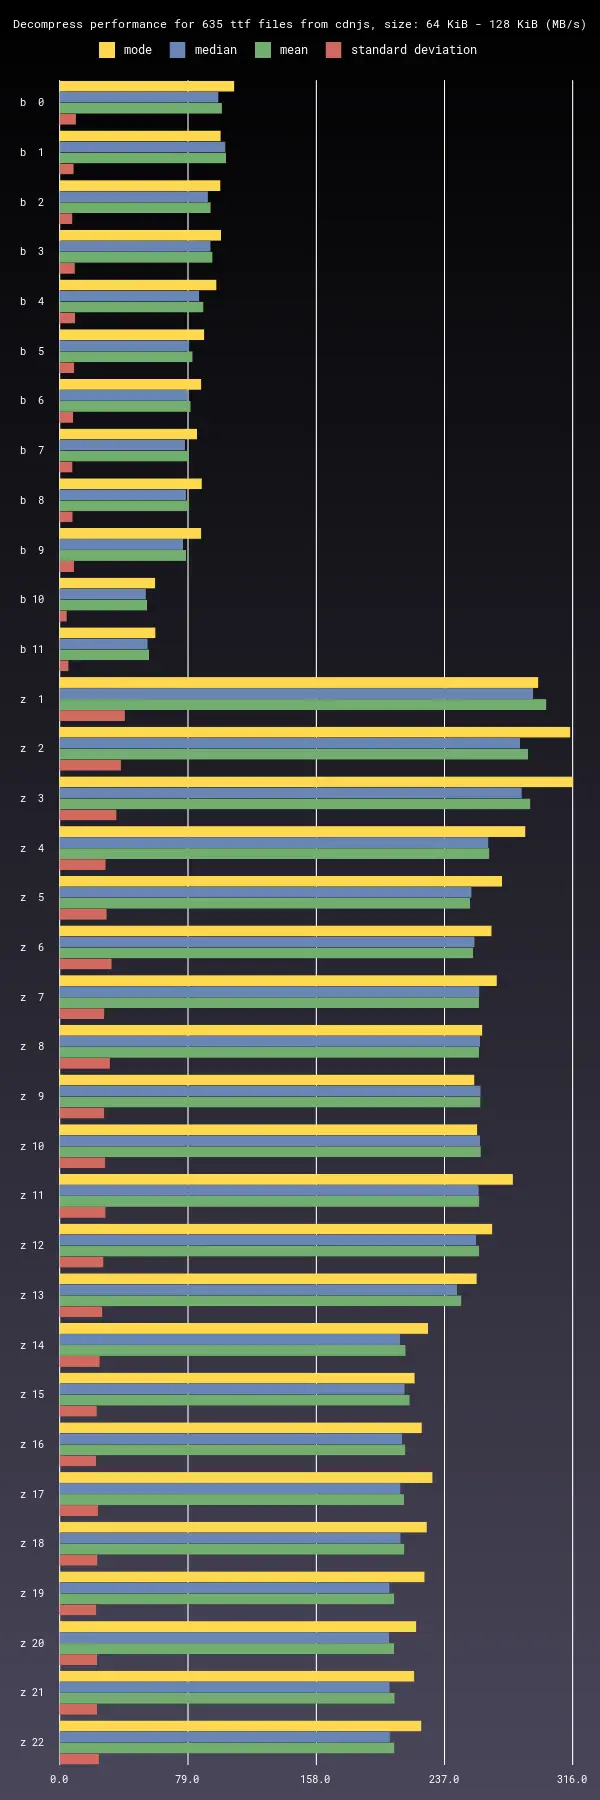 Decompress performance for 635 ttf files from cdnjs, size: 64 KiB - 128 KiB (MB/s)
mode median mean standard deviation
b 0
b 1
b 2
b 3
b 4
b 5
b 6
b 7
b 8
b 9
b 10
b 11
z 1
z 2
z 3
z 4
z 5
z 6
z 7
z 8
z 9
z 10
z 11
z 12
z 13
z 14
z 15
z 16
z 17
z 18
z 19
z 20
z 21
z 22
0.0 79.0 158.0 237.0 316.0